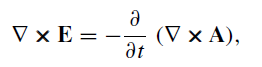 ∇ × E = −∂/∂t (∇ × A),